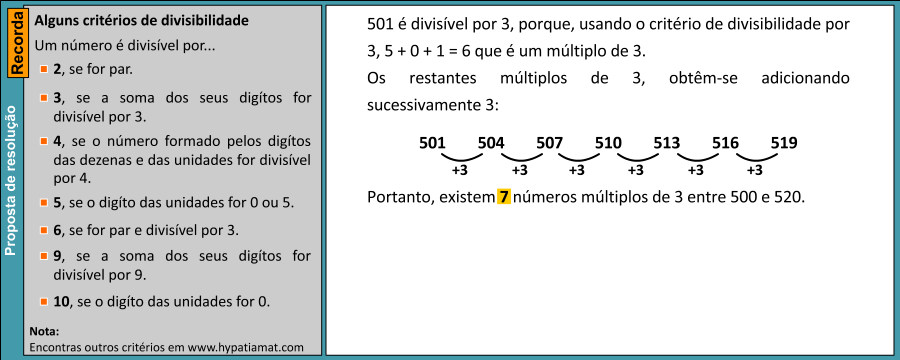 Recorda
Proposta de resolução
Alguns critérios de divisibilidade
Um número é divisível por...
2, se for par.
3, se a soma dos seus digítos for
divisível por 3.
4, se o número formado pelos digítos
das dezenas e das unidades for divisível
por 4.
5, se o digíto das unidades for 0 ou 5.
6, se for par e divisível por 3.
9, se a soma dos seus digítos for
divisível por 9.
10, se o digíto das unidades for 0.
Nota:
Encontras outros critérios em www.hypatiamat.com
501 é divisível por 3, porque, usando o critério de divisibilidade por
3, 5 + 0 + 1 = 6 que é um múltiplo de 3.
Os restantes múltiplos de 3, obtêm-se adicionando
sucessivamente 3:
501 504 507 510 513 516 519
+3 +3 +3 +3 +3 +3
Portanto, existem 7 números múltiplos de 3 entre 500 e 520.